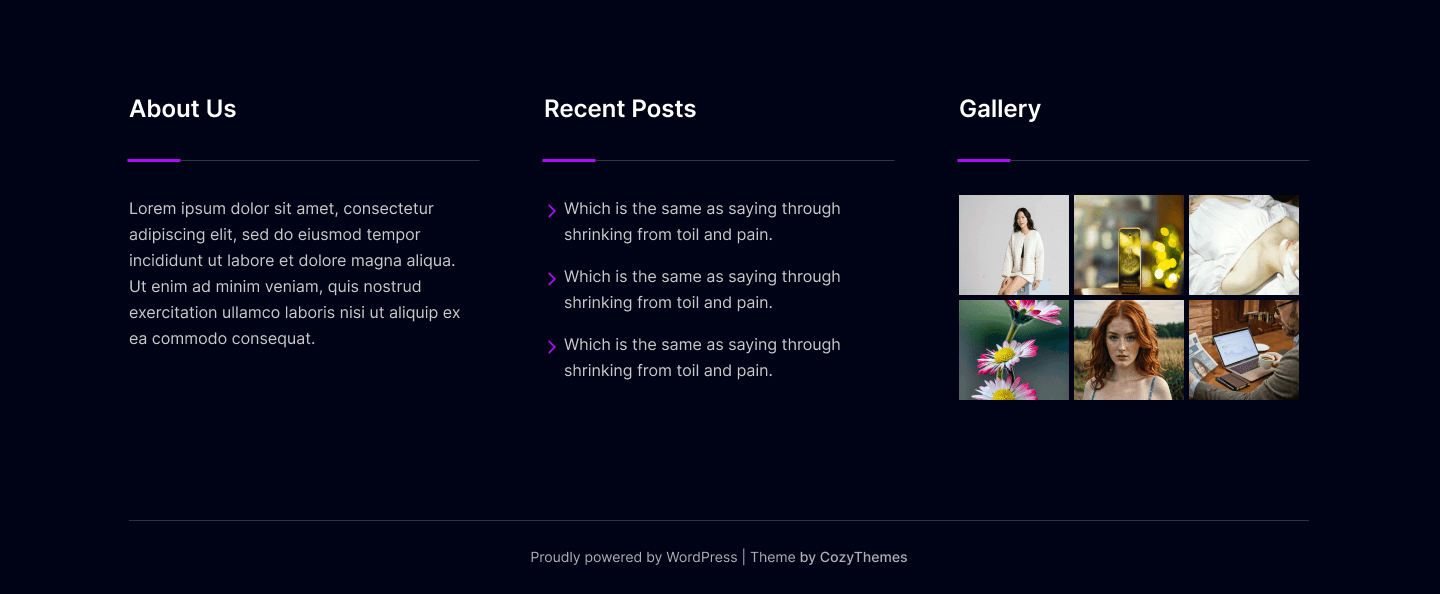 About Us
Lorem ipsum dolor sit amet, consectetur
adipiscing elit, sed do eiusmod tempor
incididunt ut labore et dolore magna aliqua.
Ut enim ad minim veniam, quis nostrud
exercitation ullamco laboris nisi ut aliquip ex
ea commodo consequat.
Recent Posts
Which is the same as saying through
shrinking from toil and pain.
Which is the same as saying through
shrinking from toil and pain.
Which is the same as saying through
shrinking from toil and pain.
Gallery
Proudly powered by WordPress | Theme by CozyThemes